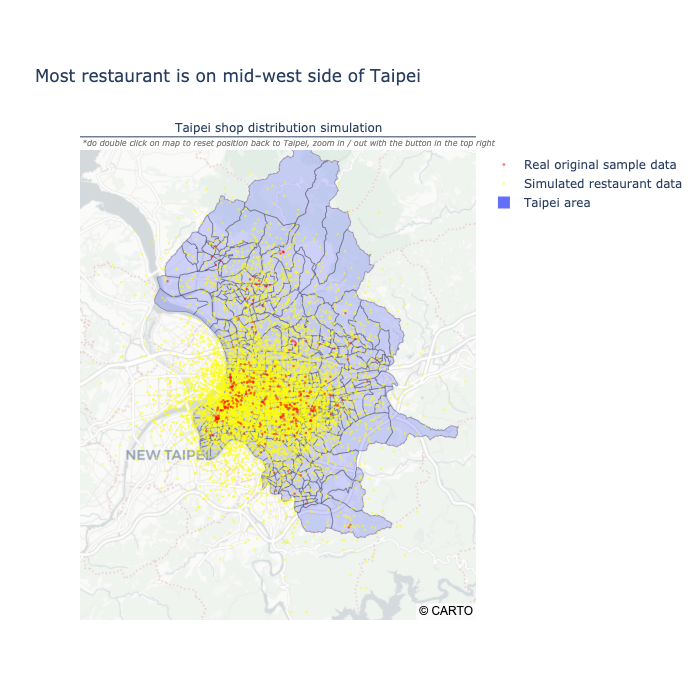 Most restaurant is on mid-west side of Taipei
Taipei shop distribution simulation
*do double click on map to reset position back to Taipei, zoom in / out with the button in the top right
Real original sample data
Simulated restaurant data
Taipei area
NEW TAIPEI
© CARTO